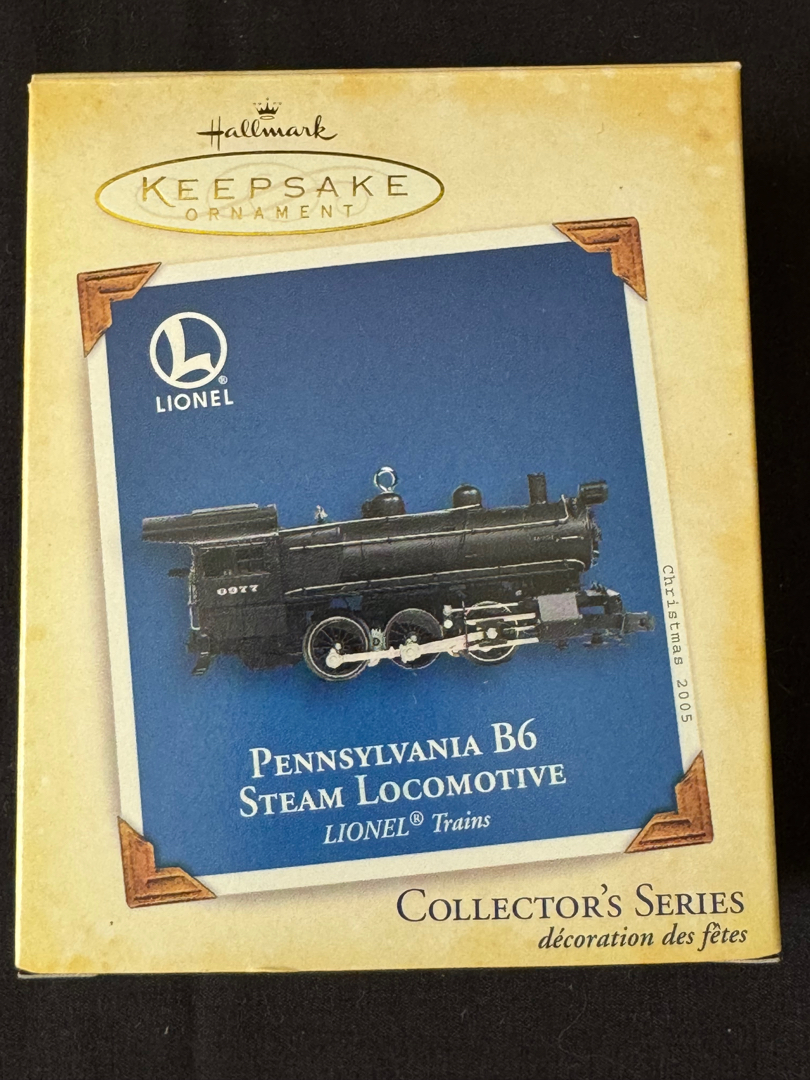 Hallmark
KEEPSAKE
ORNAMENT
L
®
LIONEL
6977
Christmas 2005
PENNSYLVANIA B6
STEAM LOCOMOTIVE
LIONEL® Trains
COLLECTOR'S SERIES
décoration des fêtes